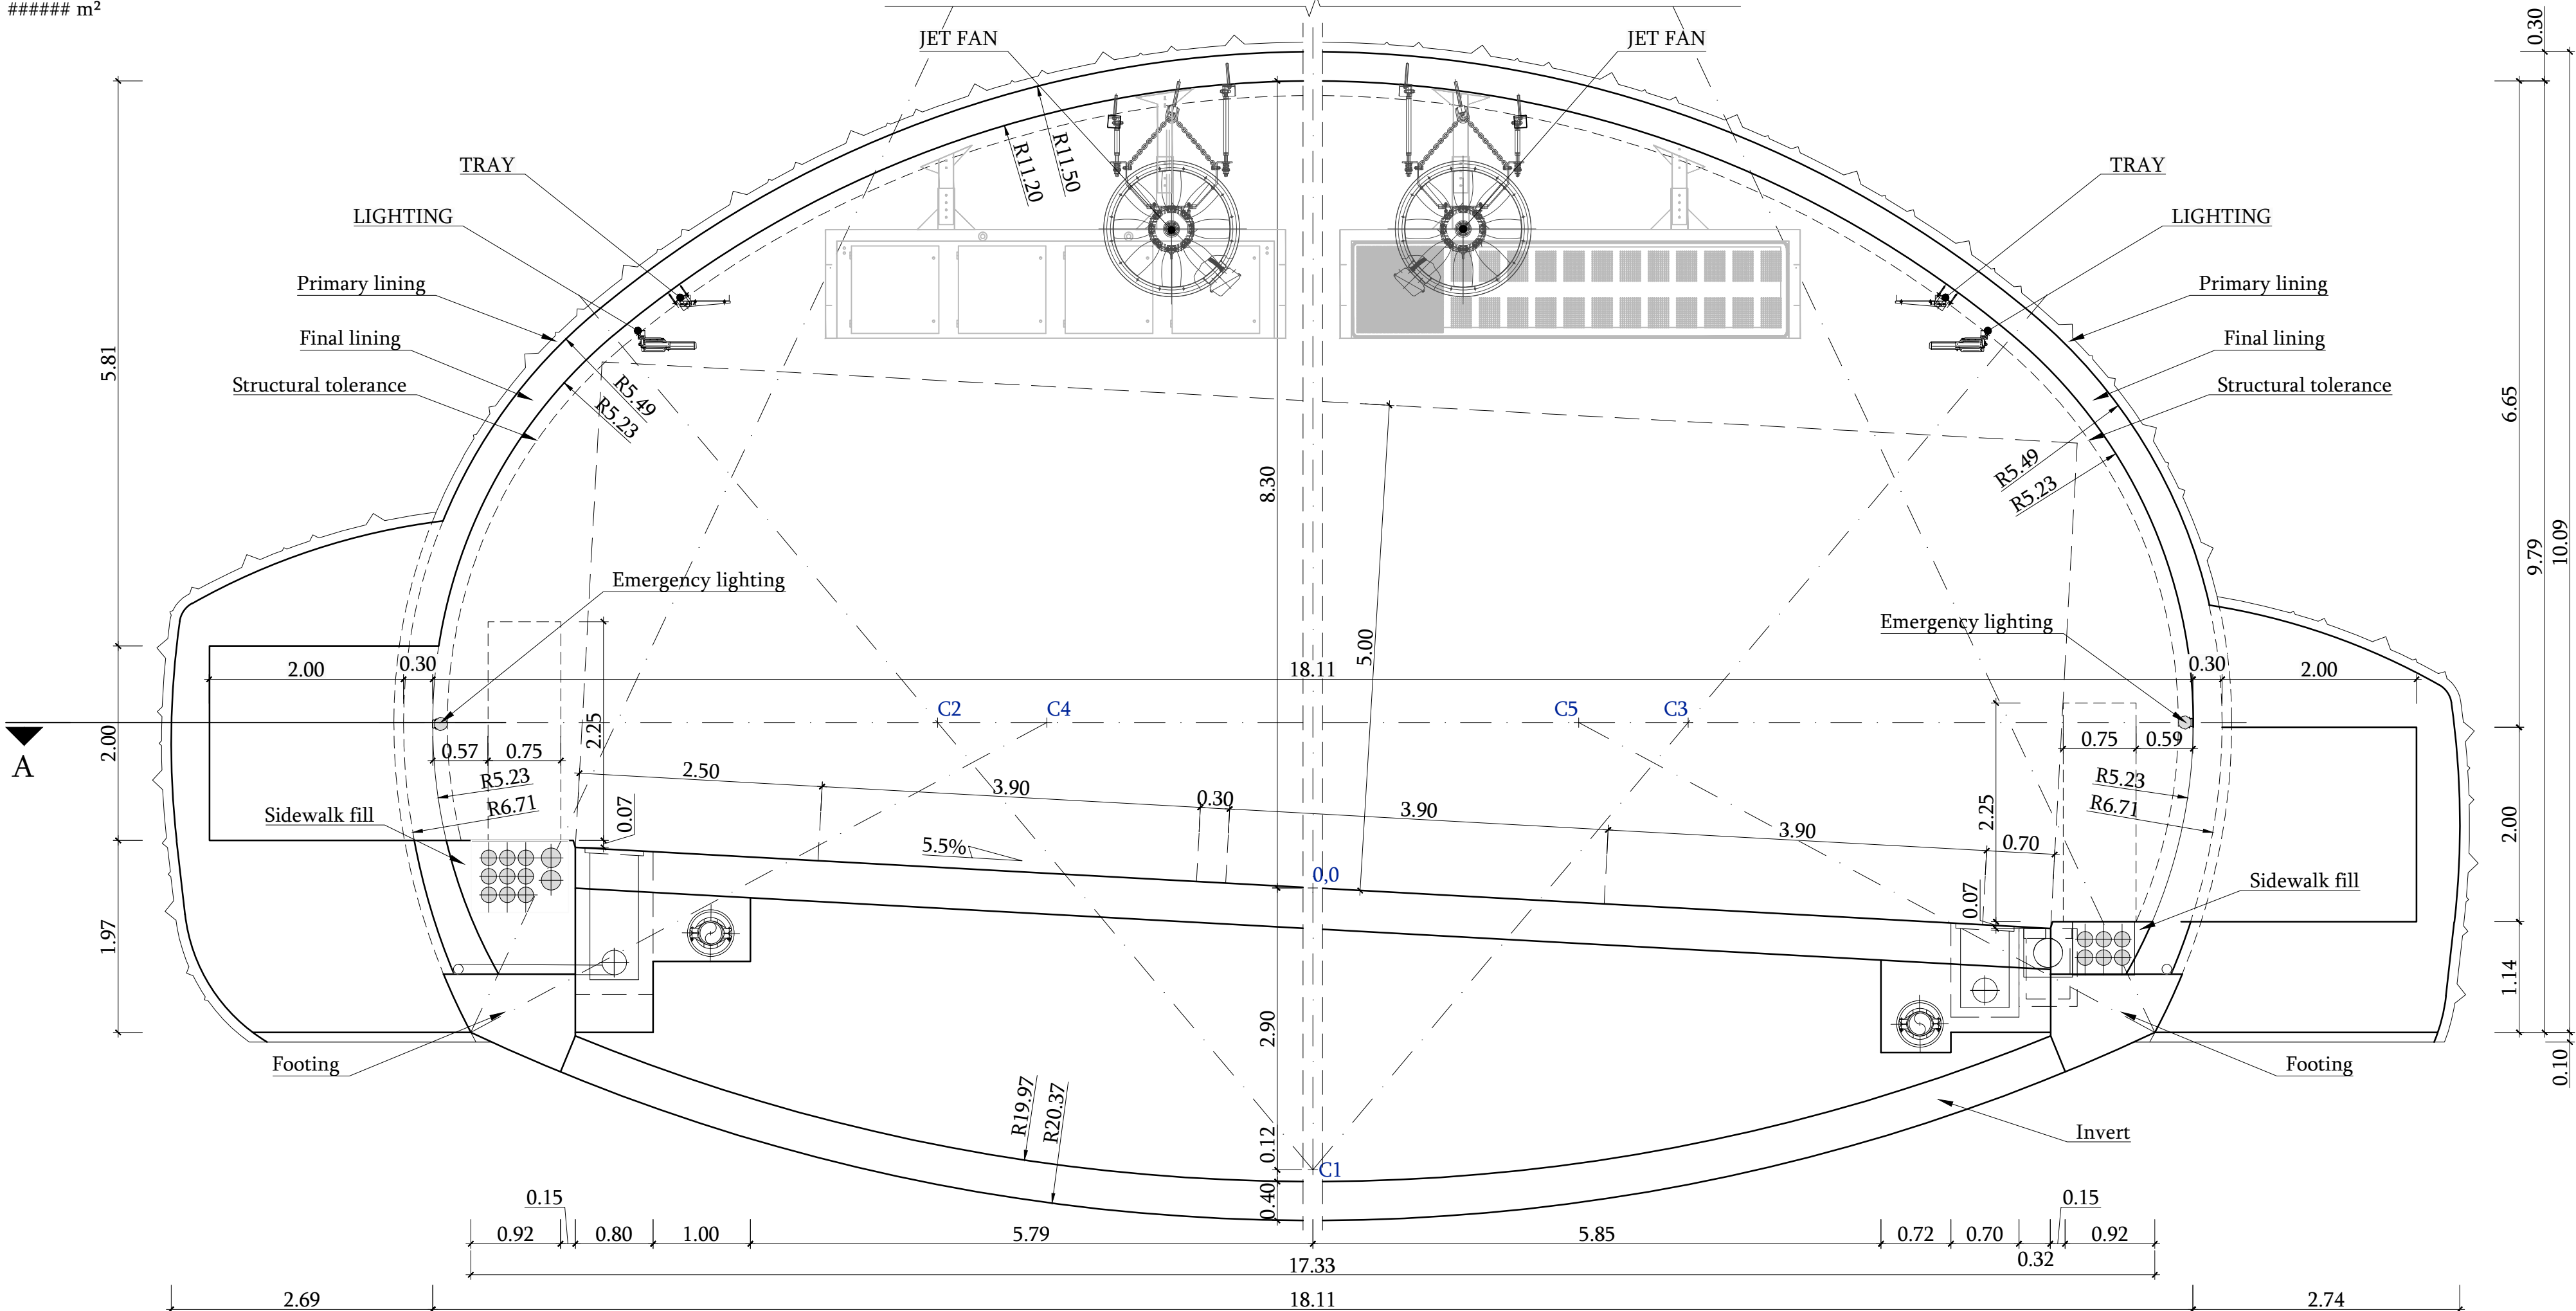 ###### m²
JET FAN
JET FAN
0.30
TRAY
R11.50
R11.20
TRAY
LIGHTING
LIGHTING
Primary lining
Primary lining
Final lining
Final lining
5.81
Structural tolerance
R5.49
R5.23
Structural tolerance
6.65
8.30
R5.49
R5.23
9.79
10.09
Emergency lighting
Emergency lighting
5.00
2.00
0.30
18.11
0.30
2.00
C2
C4
C5
C3
2.00
A
2.25
0.57
0.75
0.75
0.59
2.50
R5.23
R6.71
3.90
0.30
3.90
3.90
0.70
R5.23
R6.71
2.25
0.07
Sidewalk fill
5.5%
0,0
0.07
Sidewalk fill
2.00
1.97
1.14
2.90
Footing
Footing
0.10
R19.97
R20.37
0.12
Invert
C1
0.15
0.40
0.15
0.92
0.80
1.00
5.79
5.85
0.72
0.70
0.92
0.32
17.33
2.69
18.11
2.74